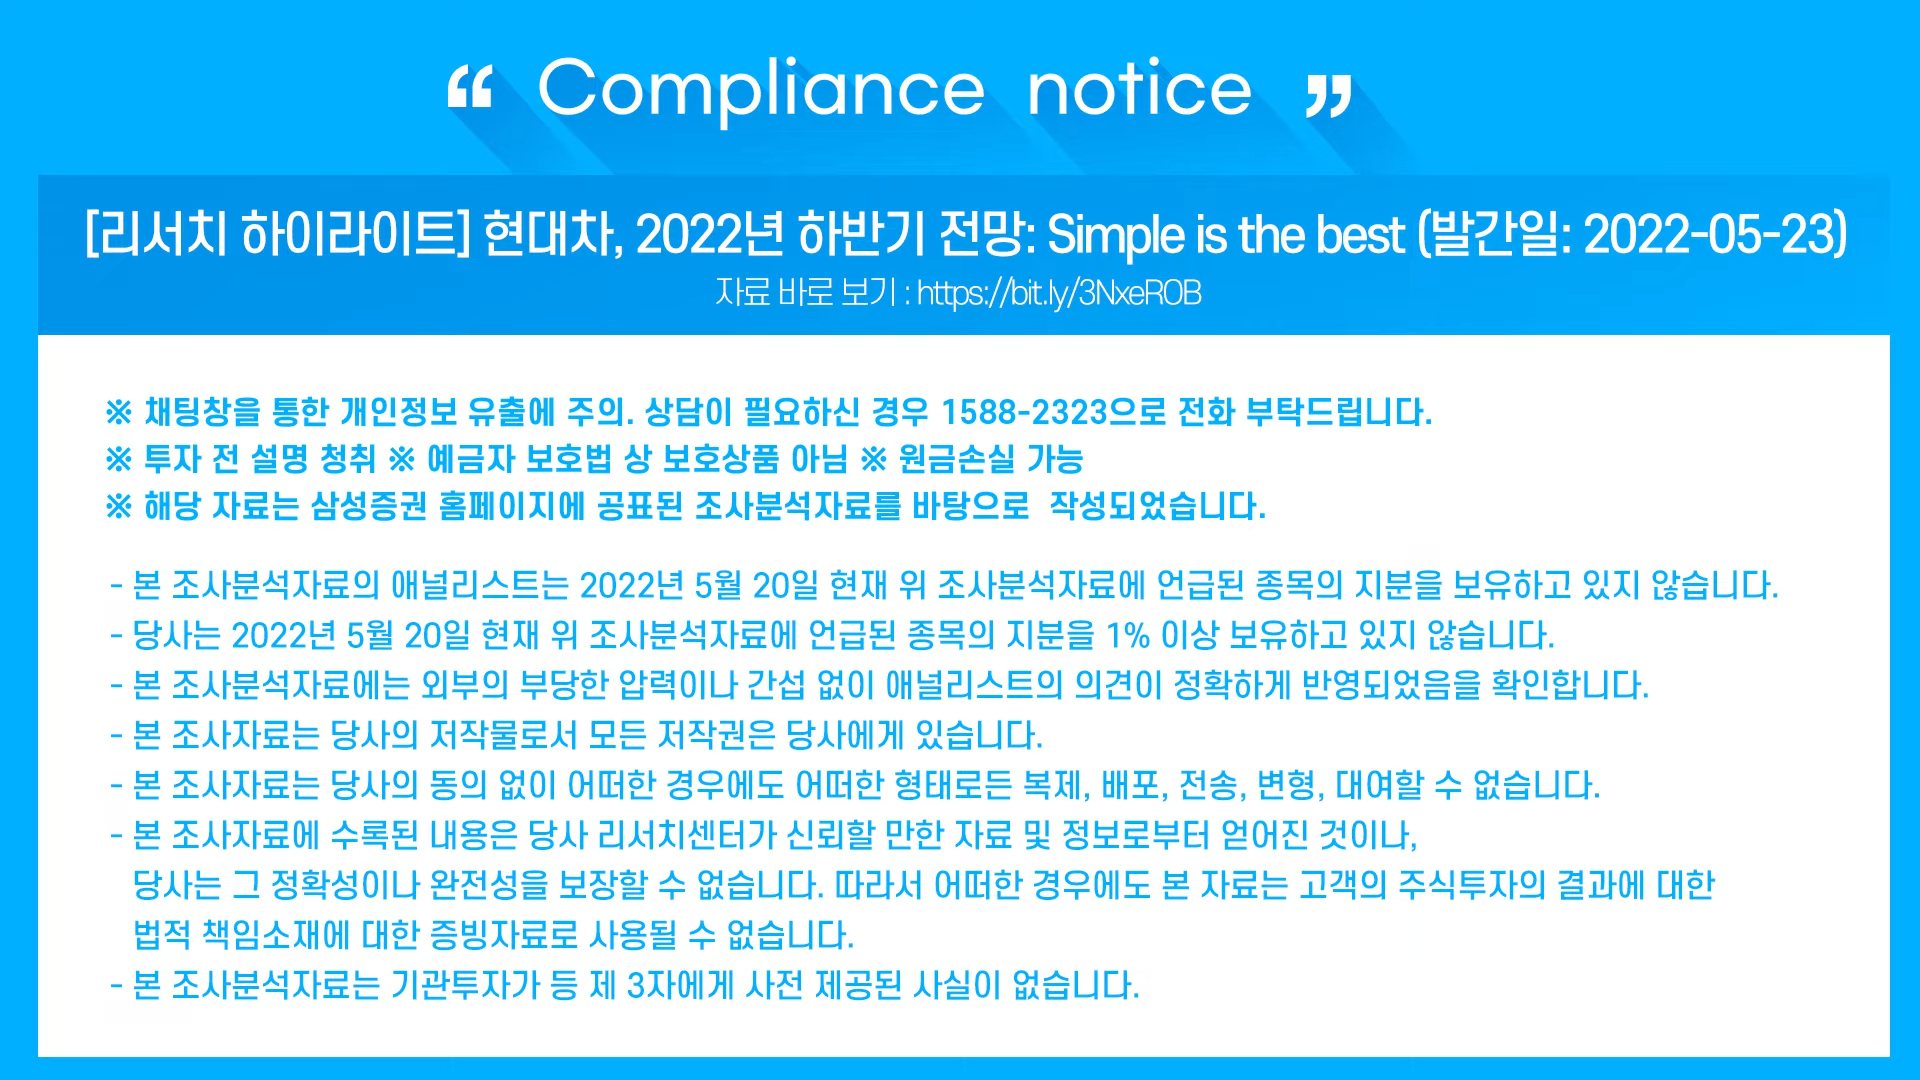 “ Compliance notice ”
[리서치 하이라이트] 현대차, 2022년 하반기 전망: Simple is the best (발간일: 2022-05-23)
자료 바로 보기 : https://bit.ly/3NxeROB
※ 채팅창을 통한 개인정보 유출에 주의. 상담이 필요하신 경우 1588-2323으로 전화 부탁드립니다.
※ 투자 전 설명 청취 ※ 예금자 보호법 상 보호상품 아님 ※ 원금손실 가능
※ 해당 자료는 삼성증권 홈페이지에 공표된 조사분석자료를 바탕으로 작성되었습니다.
- 본 조사분석자료의 애널리스트는 2022년 5월 20일 현재 위 조사분석자료에 언급된 종목의 지분을 보유하고 있지 않습니다.
- 당사는 2022년 5월 20일 현재 위 조사분석자료에 언급된 종목의 지분을 1% 이상 보유하고 있지 않습니다.
- 본 조사분석자료에는 외부의 부당한 압력이나 간섭 없이 애널리스트의 의견이 정확하게 반영되었음을 확인합니다.
- 본 조사자료는 당사의 저작물로서 모든 저작권은 당사에게 있습니다.
- 본 조사자료는 당사의 동의 없이 어떠한 경우에도 어떠한 형태로든 복제, 배포, 전송, 변형, 대여할 수 없습니다.
- 본 조사자료에 수록된 내용은 당사 리서치센터가 신뢰할 만한 자료 및 정보로부터 얻어진 것이나,
당사는 그 정확성이나 완전성을 보장할 수 없습니다. 따라서 어떠한 경우에도 본 자료는 고객의 주식투자의 결과에 대한
법적 책임소재에 대한 증빙자료로 사용될 수 없습니다.
- 본 조사분석자료는 기관투자가 등 제 3자에게 사전 제공된 사실이 없습니다.